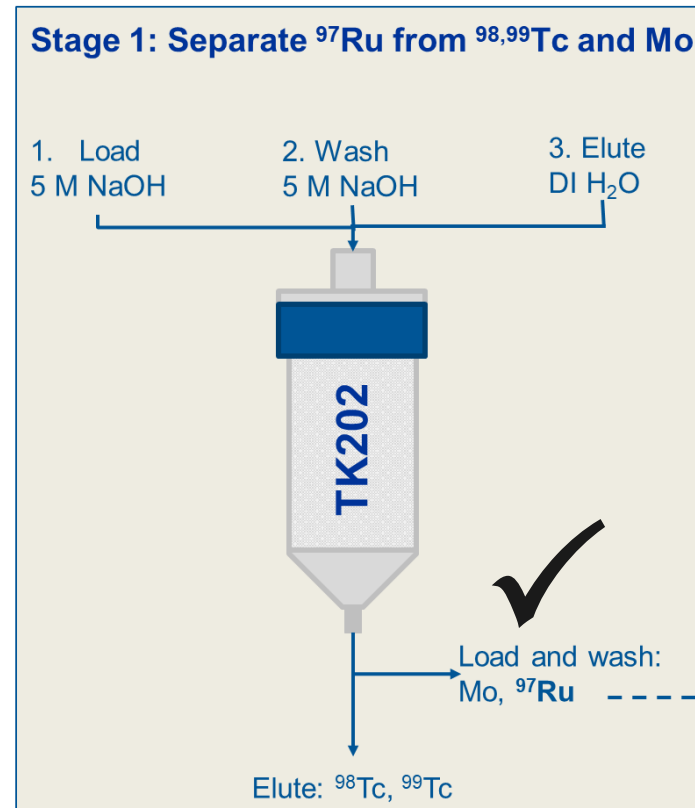 Stage 1: Separate ⁹⁷Ru from ⁹⁸,⁹⁹Tc and Mo
1. Load
5 M NaOH
2. Wash
5 M NaOH
3. Elute
DI H₂O
TK202
Load and wash:
Mo, ⁹⁷Ru
Elute: ⁹⁸Tc, ⁹⁹Tc